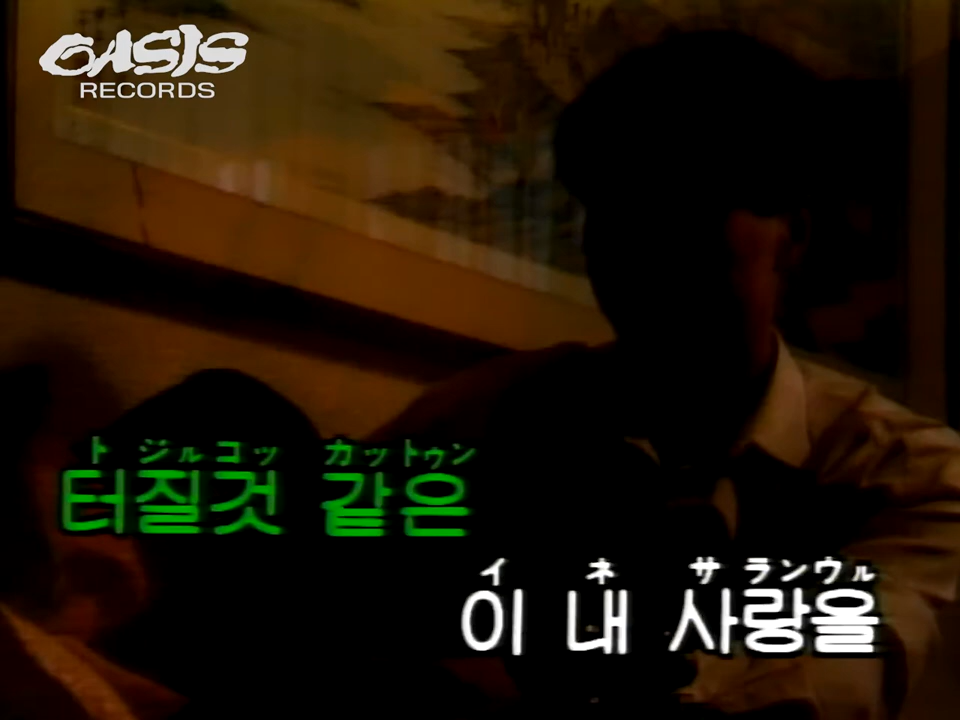 OASIS
RECORDS
ト ジルコッ カットゥン
터질것 같은
イ ネ サランウル
이 내 사랑을